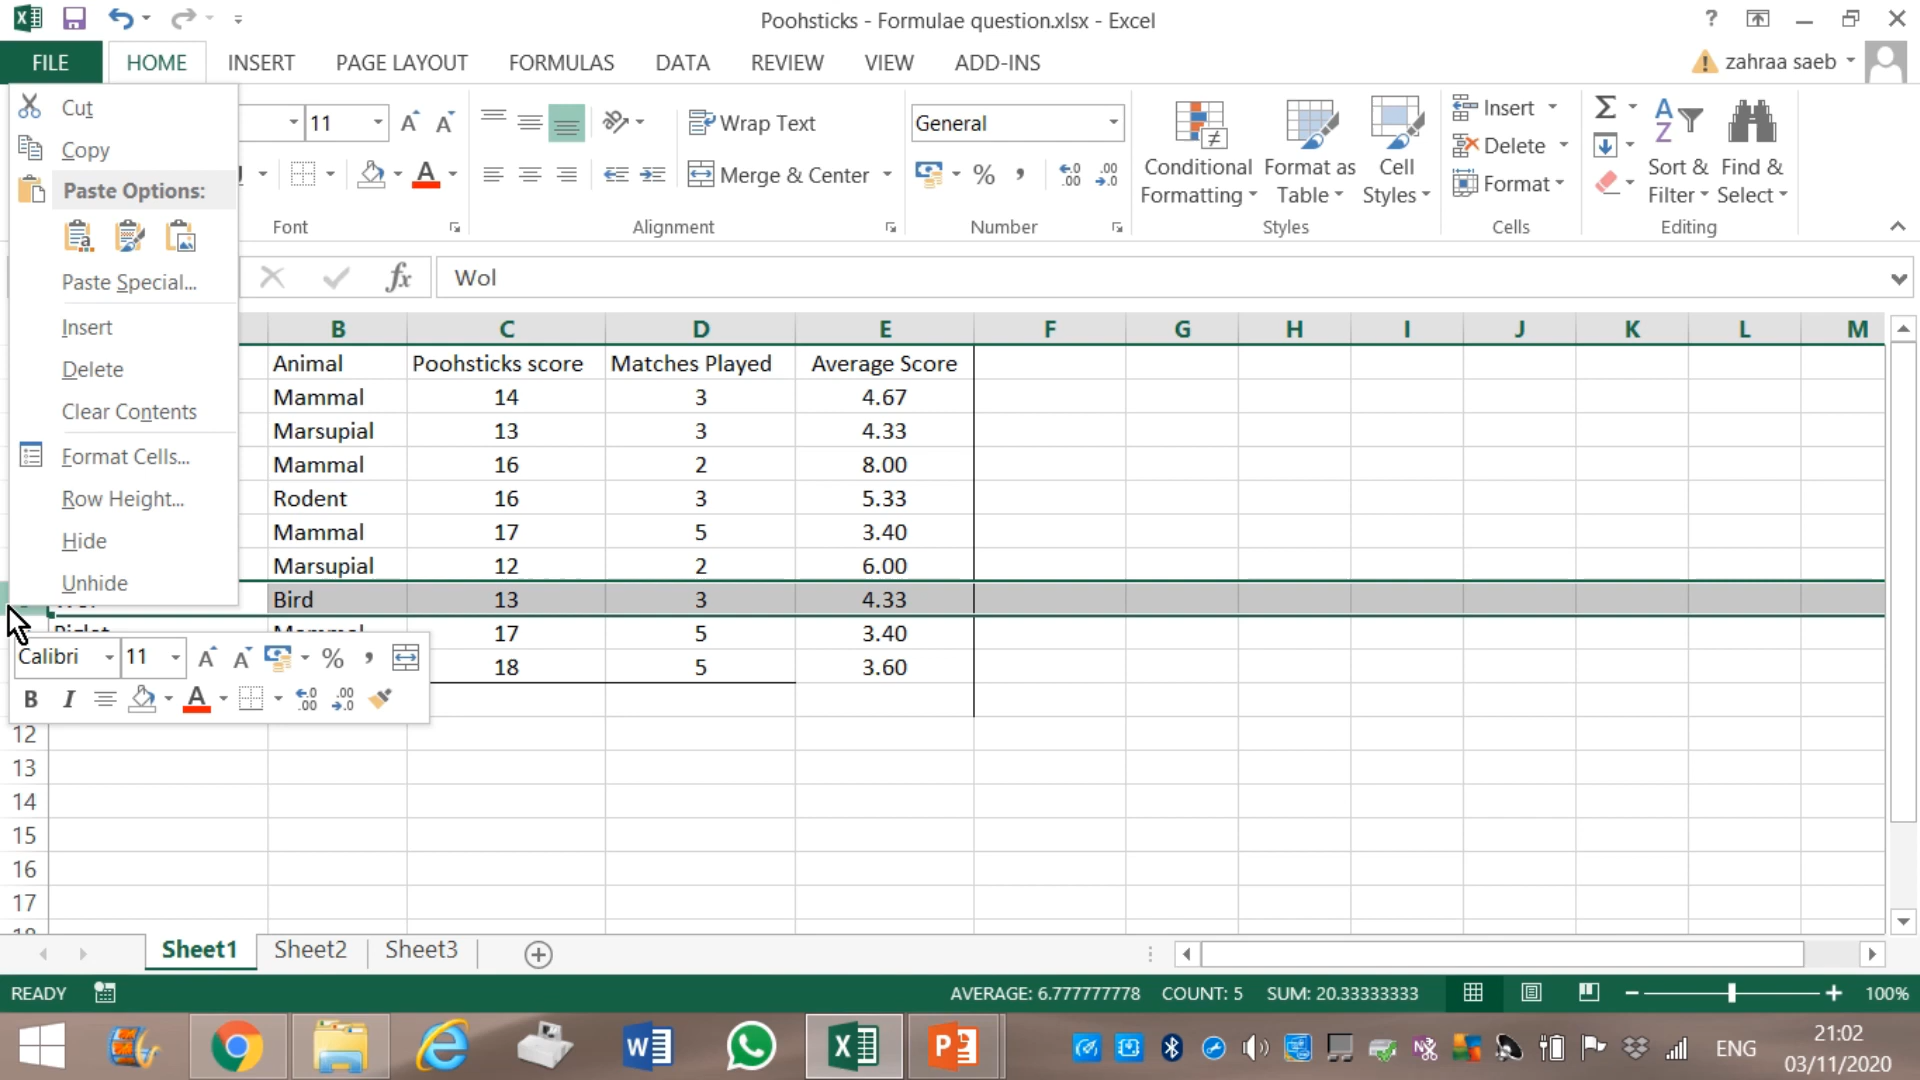 Poohsticks - Formulae question.xlsx - Excel
FILE HOME INSERT PAGE LAYOUT FORMULAS DATA REVIEW VIEW ADD-INS zahraa saeb
Cut
Copy
Paste Options:
Paste Special...
Insert
Delete
Clear Contents
Format Cells...
Row Height...
Hide
Unhide
11 Wrap Text General
Merge & Center
Conditional Formatting
Format as Table
Cell Styles
Insert
Delete
Format
Sort & Filter
Find & Select
Font Alignment Number Styles Cells Editing
Wol
B C D E F G H I J K L M
Animal Poohsticks score Matches Played Average Score
Mammal 14 3 4.67
Marsupial 13 3 4.33
Mammal 16 2 8.00
Rodent 16 3 5.33
Mammal 17 5 3.40
Marsupial 12 2 6.00
Bird 13 3 4.33
17 5 3.40
18 5 3.60
Calibri 11
B I
12
13
14
15
16
17
Sheet1 Sheet2 Sheet3
READY AVERAGE: 6.777777778 COUNT: 5 SUM: 20.33333333 100%
ENG 21:02
03/11/2020